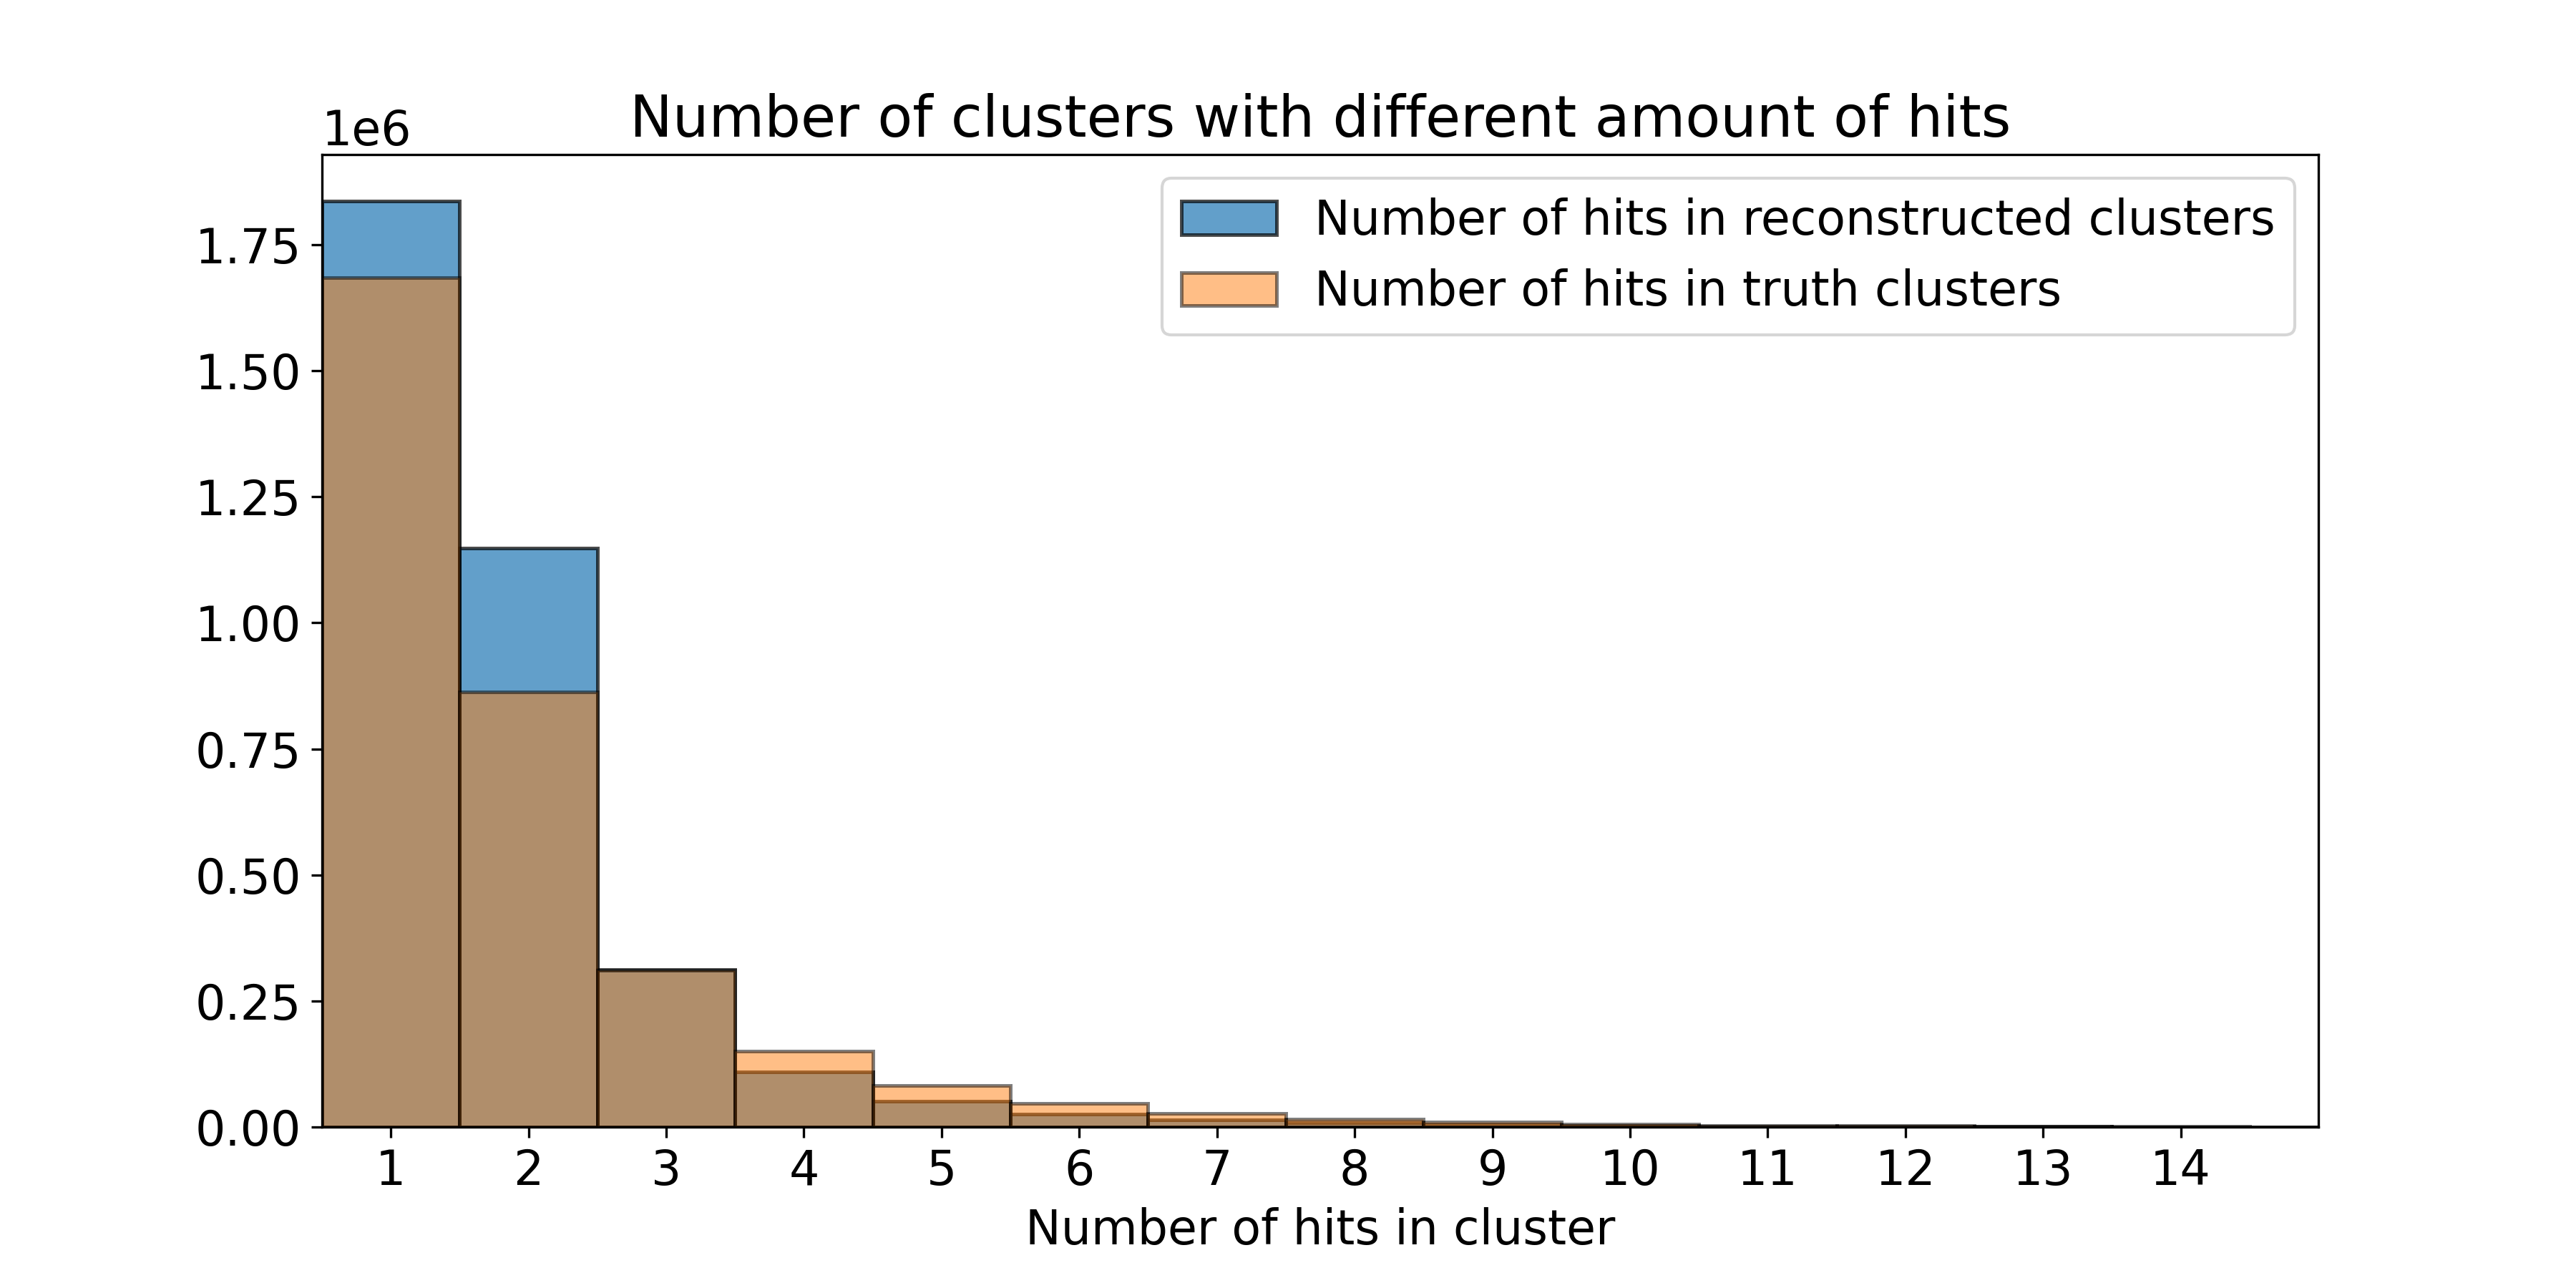 Number of clusters with different amount of hits
1e6
Number of hits in reconstructed clusters
Number of hits in truth clusters
1.75
1.50
1.25
1.00
0.75
0.50
0.25
0.00
1 2 3 4 5 6 7 8 9 10 11 12 13 14
Number of hits in cluster